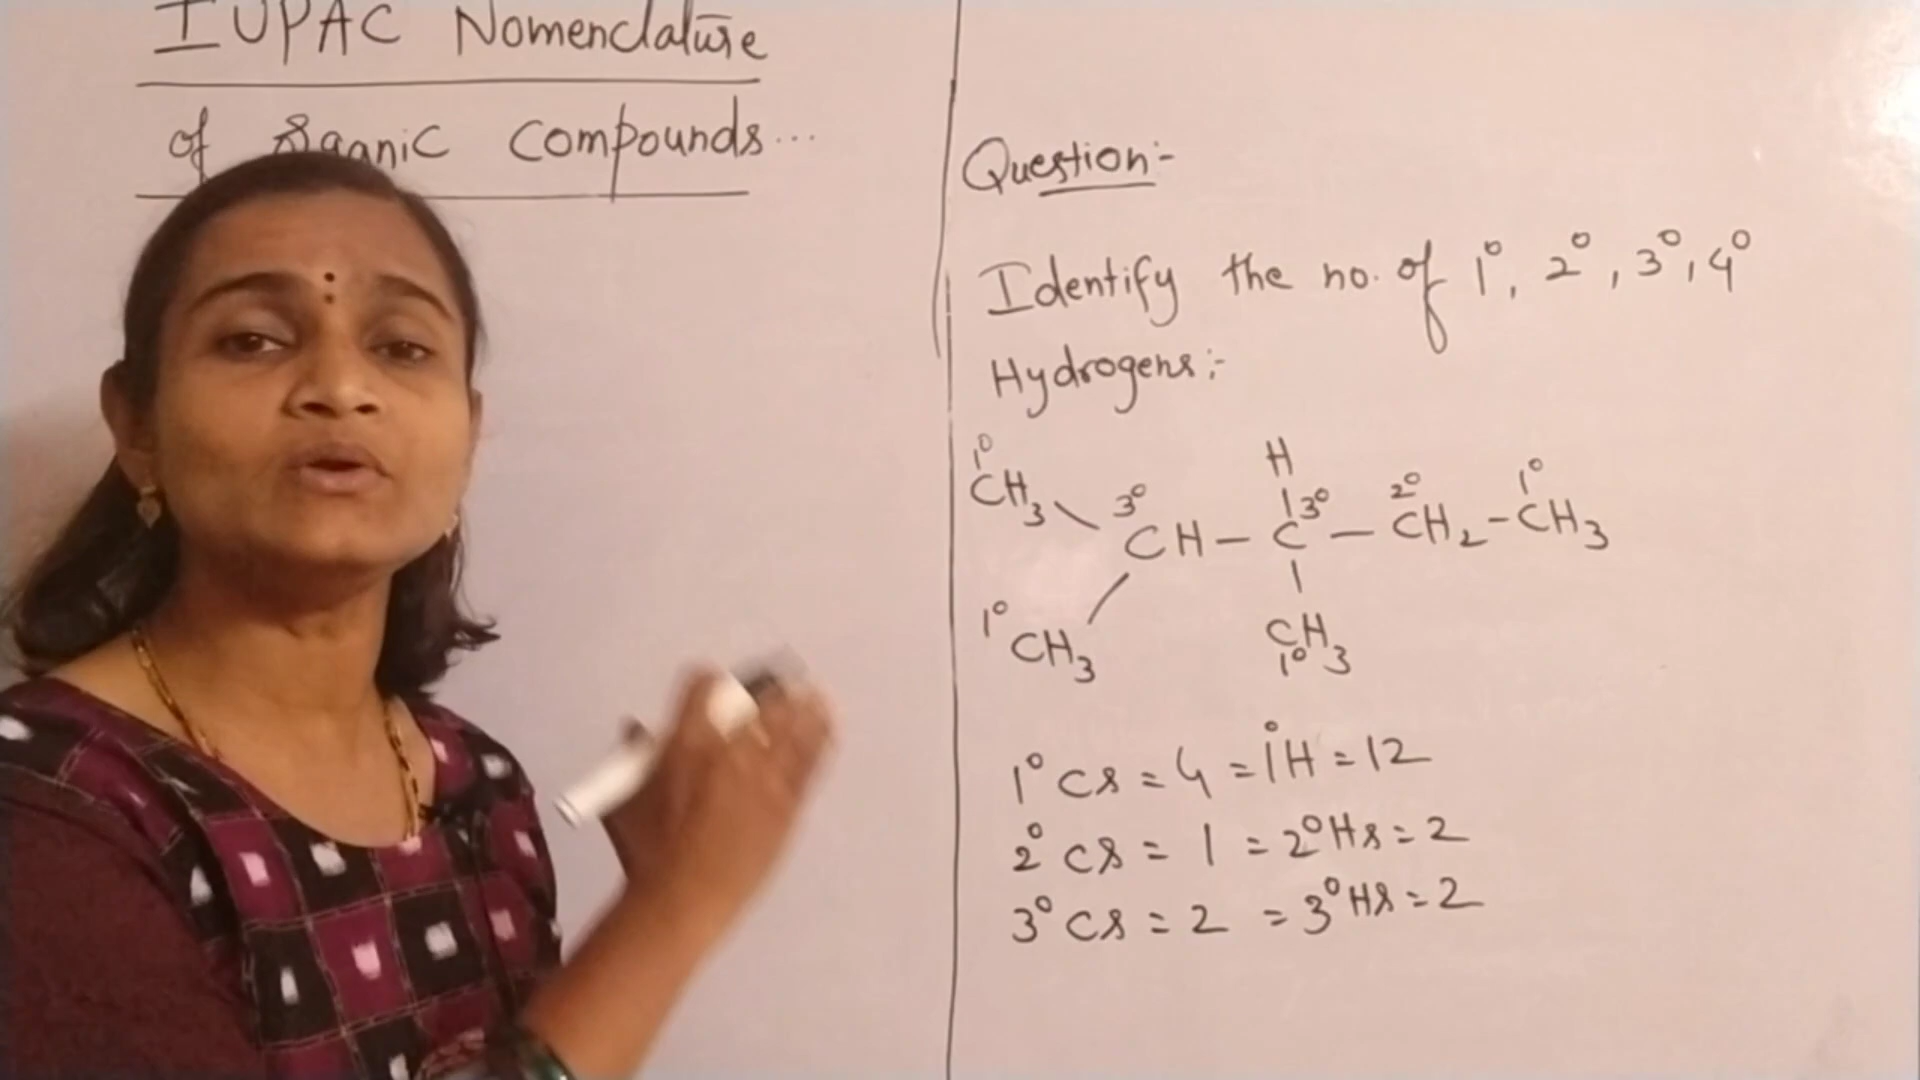 IUPAC Nomenclature
of organic compounds...
Question:-
Identify the no. of 1°, 2°, 3°, 4°
Hydrogens:-
1° H 2° 1°
CH3 3° 3°
CH - C - CH2 - CH3
1° CH3 CH3
1°
1° Cs = 4 = 1° H = 12
2° Cs = 1 = 2° Hs = 2
3° Cs = 2 = 3° Hs = 2